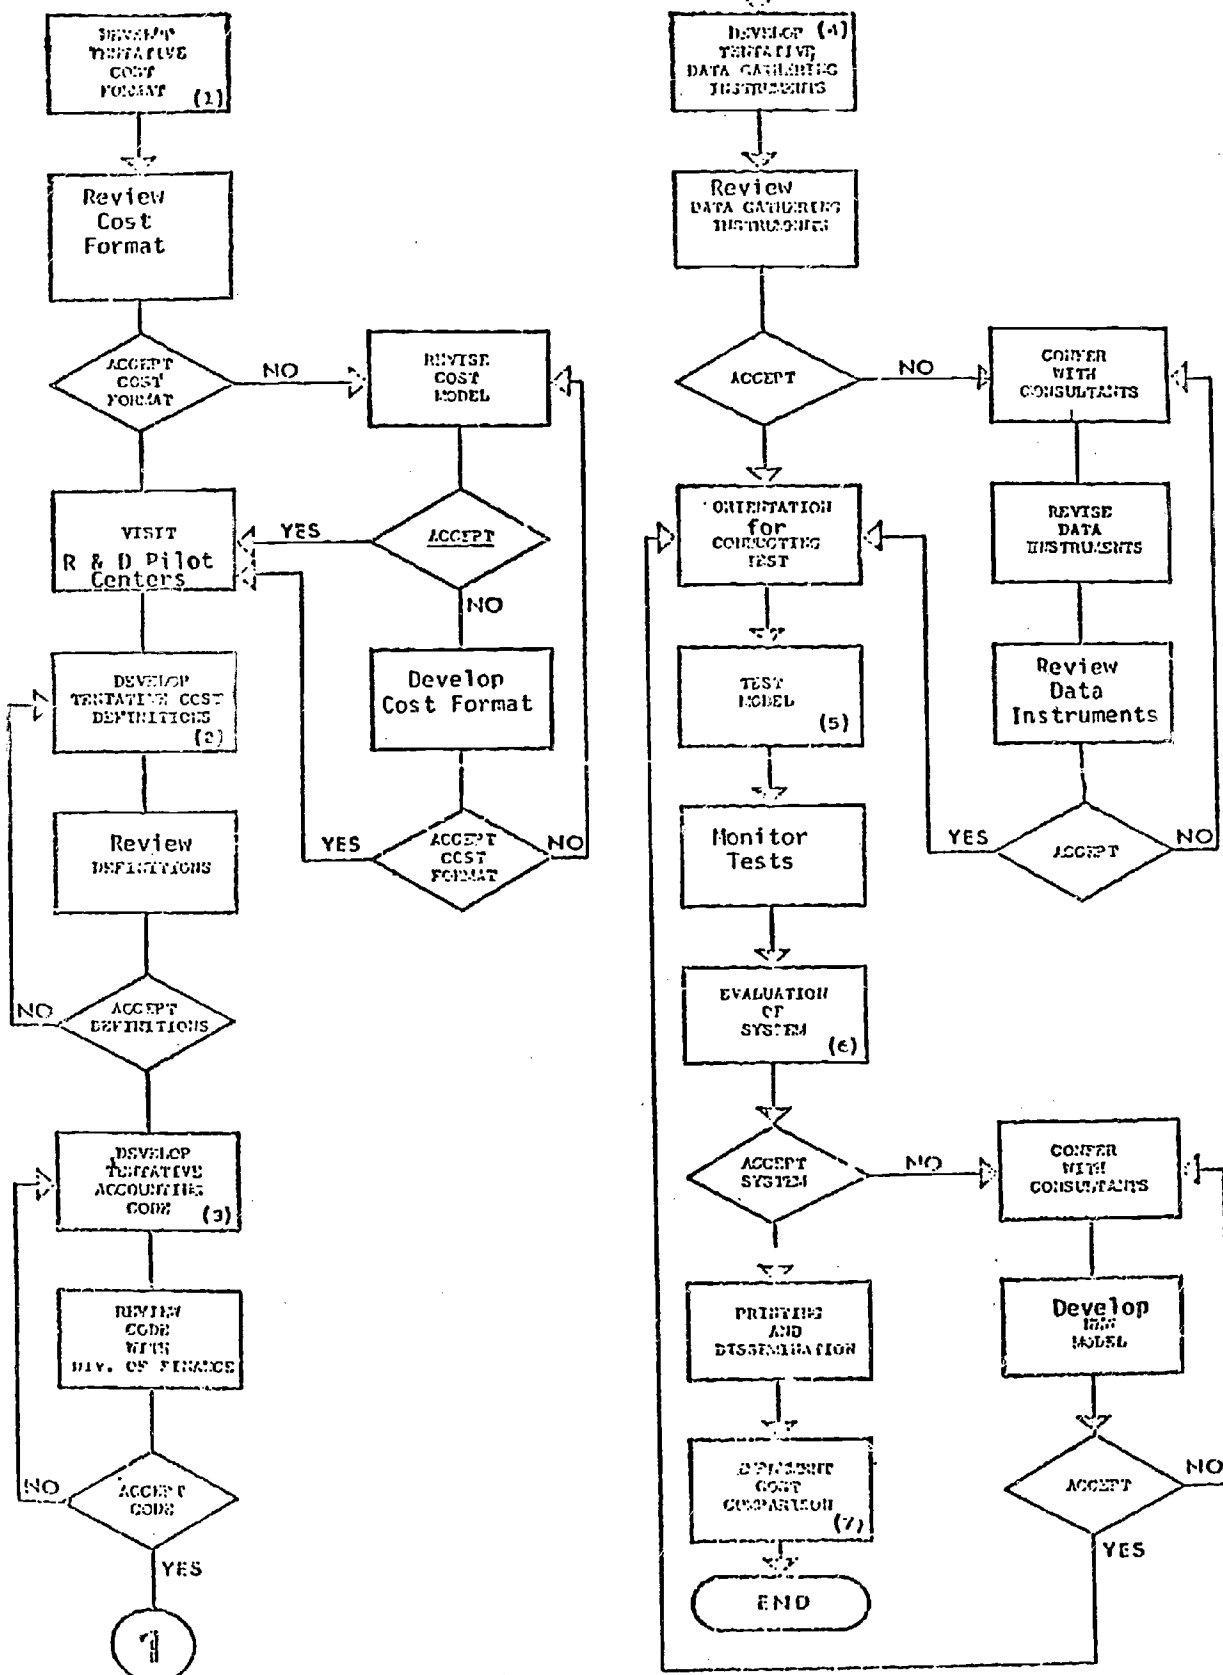 DEVELOP
TENTATIVE
COST
FORMAT
(1)
Review
Cost
Format
ACCEPT
COST
FORMAT
NO
REVISE
COST
MODEL
VISIT
R & D Pilot
Centers
YES
ACCEPT
NO
Develop
Cost Format
DEVELOP
TENTATIVE COST
DEFINITIONS
(2)
YES
ACCEPT
COST
FORMAT
NO
Review
DEFINITIONS
NO
ACCEPT
DEFINITIONS
DEVELOP
TENTATIVE
ACCOUNTING
CODE
(3)
REVIEW
CODE
WITH
DIV. OF FINANCE
NO
ACCEPT
CODE
YES
1
DEVELOP (4)
TENTATIVE
DATA GATHERING
INSTRUMENTS
Review
DATA GATHERING
INSTRUMENTS
ACCEPT
NO
CONFER
WITH
CONSULTANTS
ORIENTATION
for
CONDUCTING
TEST
REVISE
DATA
INSTRUMENTS
TEST
MODEL
(5)
Review
Data
Instruments
Monitor
Tests
YES
ACCEPT
NO
EVALUATION
OF
SYSTEM
(6)
ACCEPT
SYSTEM
NO
CONFER
WITH
CONSULTANTS
PRINTING
AND
DISSEMINATION
Develop
NEW
MODEL
IMPLEMENT
COST
COMPARISON
(7)
ACCEPT
NO
YES
END